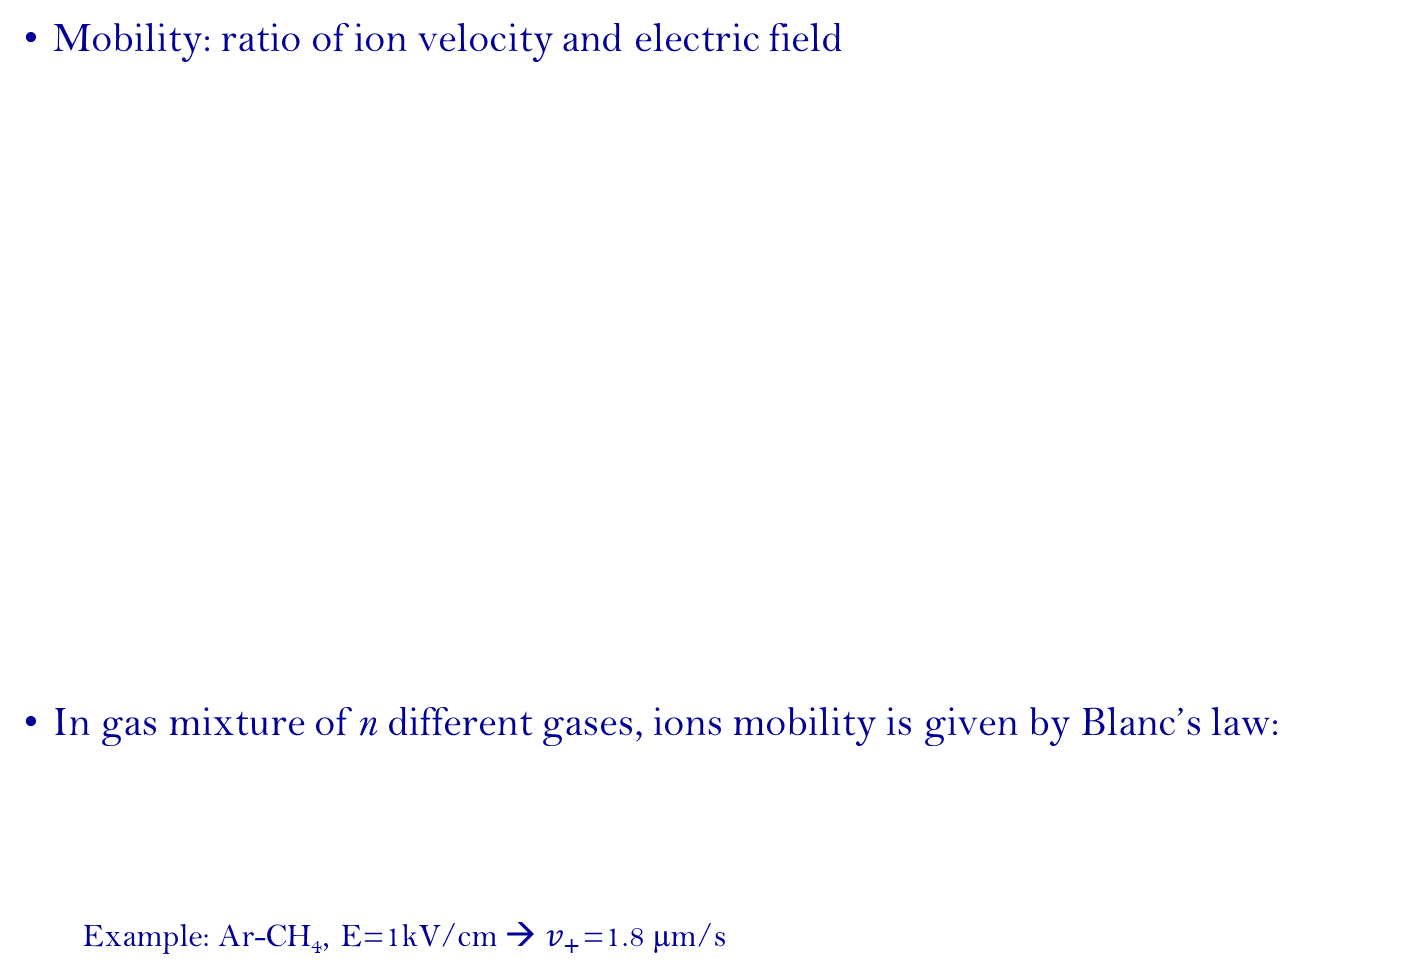 • Mobility: ratio of ion velocity and electric field
• In gas mixture of n different gases, ions mobility is given by Blanc’s law:
Example: Ar-CH₄, E=1kV/cm → v₊=1.8 µm/s